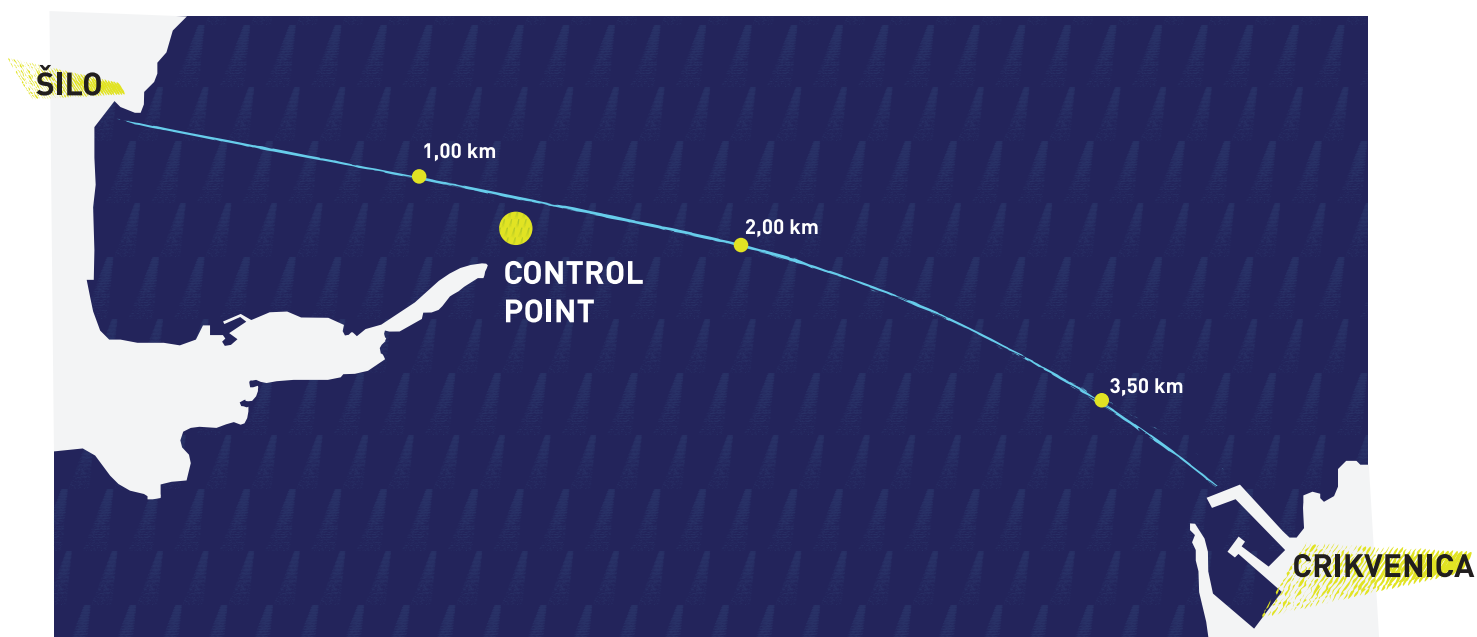 ŠILO
1,00 km
2,00 km
CONTROL
POINT
3,50 km
CRIKVENICA